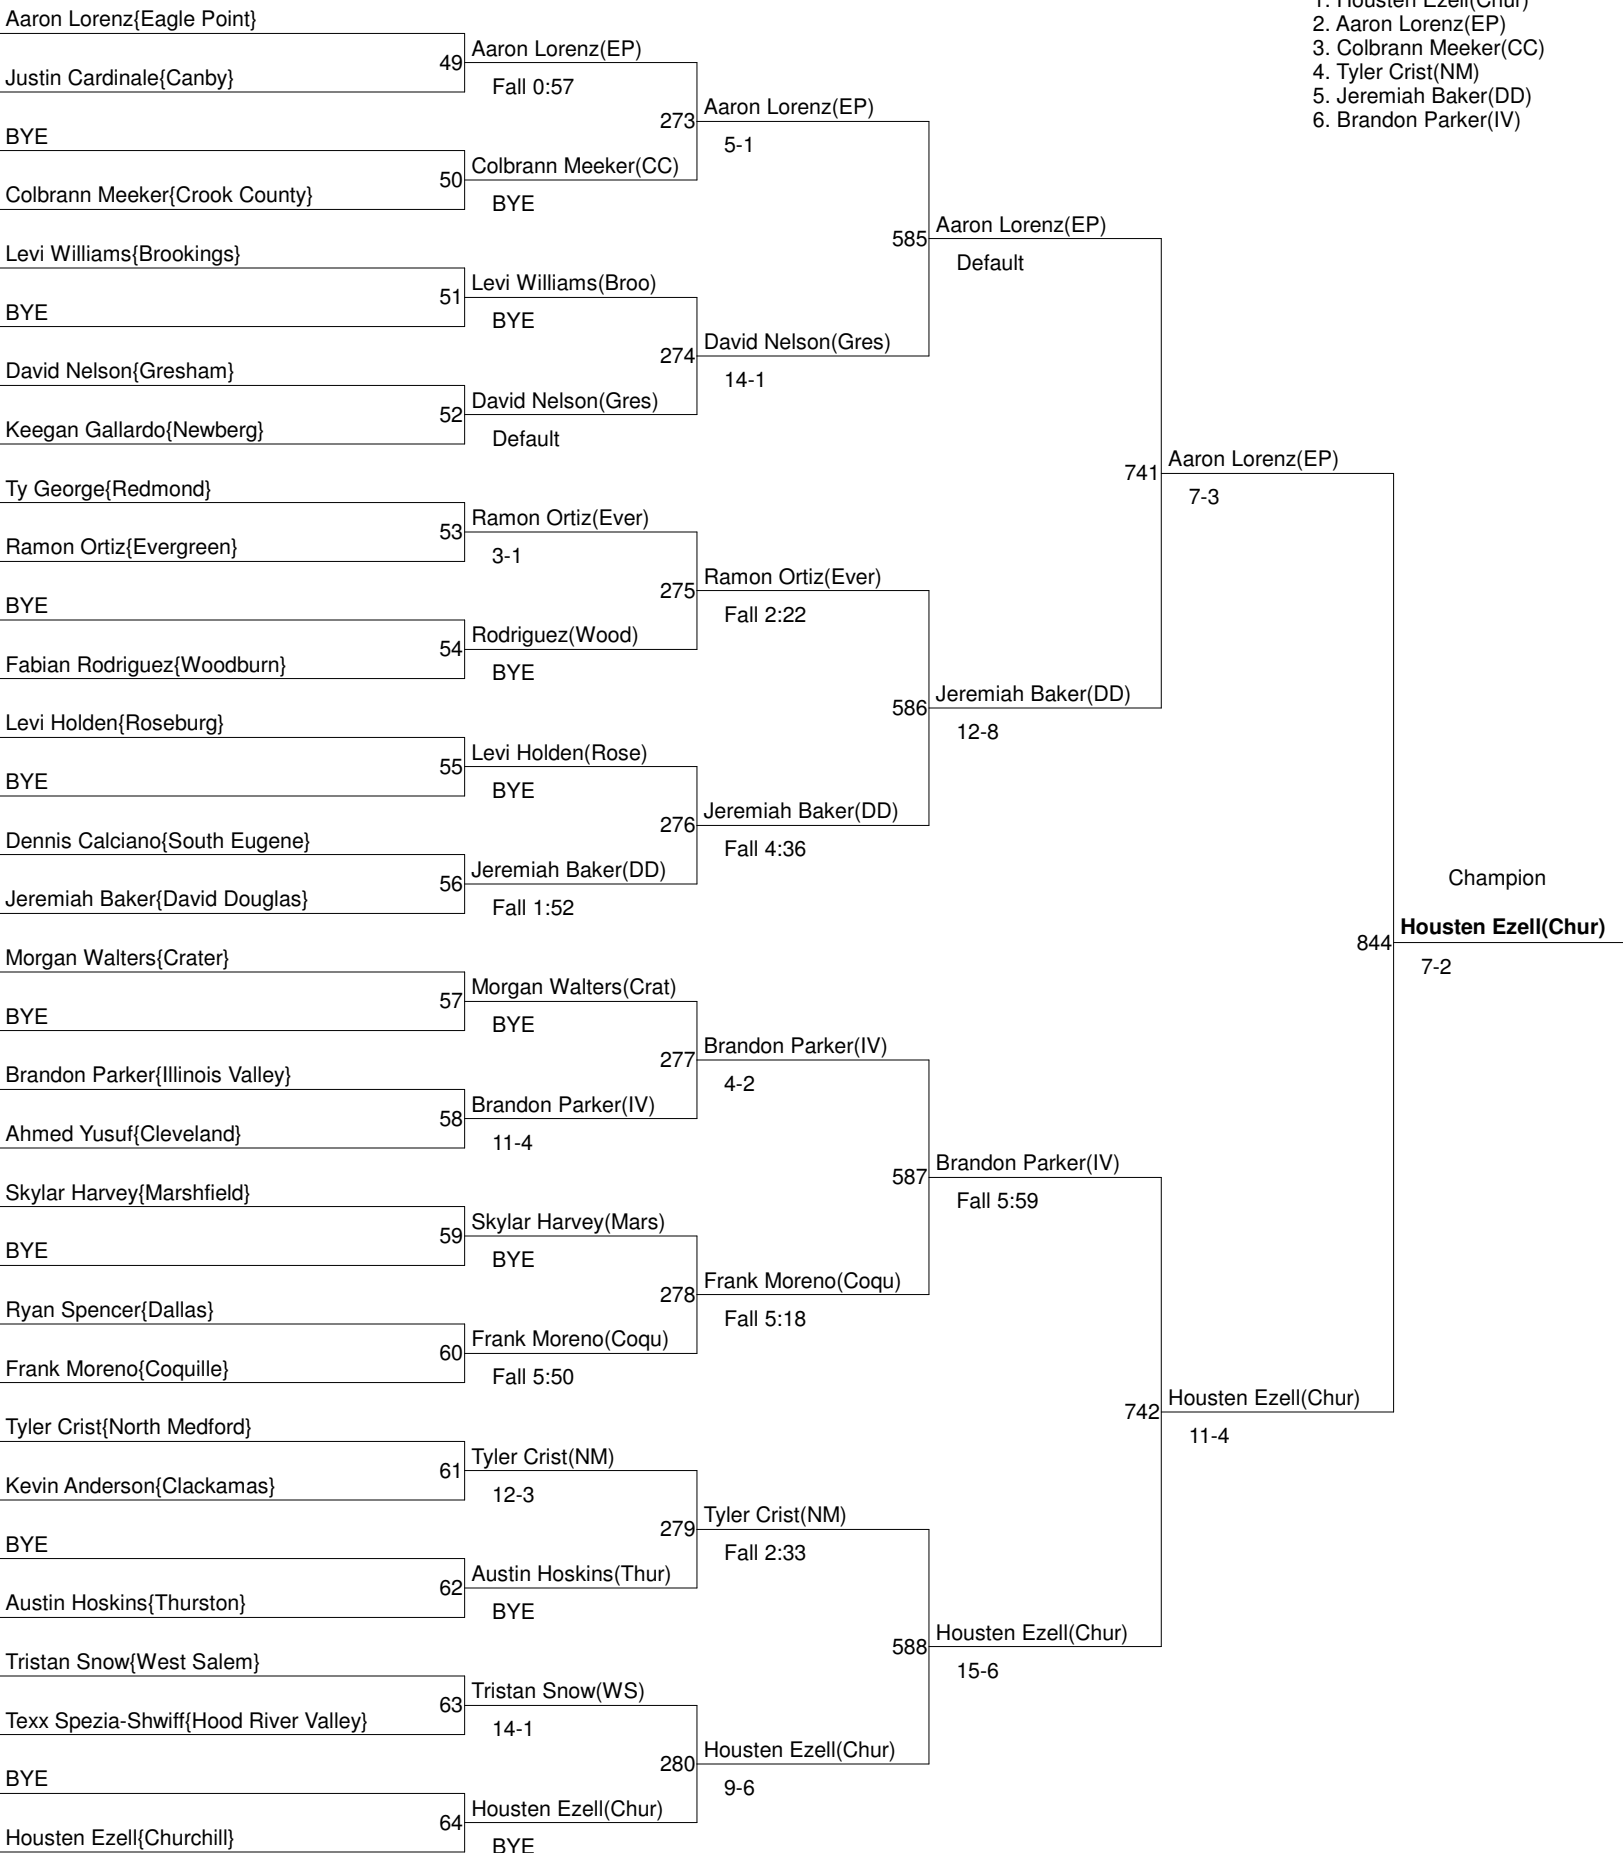 Aaron Lorenz{Eagle Point}
Justin Cardinale{Canby}
BYE
Colbrann Meeker{Crook County}
Levi Williams{Brookings}
BYE
David Nelson{Gresham}
Keegan Gallardo{Newberg}
Ty George{Redmond}
Ramon Ortiz{Evergreen}
BYE
Fabian Rodriguez{Woodburn}
Levi Holden{Roseburg}
BYE
Dennis Calciano{South Eugene}
Jeremiah Baker{David Douglas}
Morgan Walters{Crater}
BYE
Brandon Parker{Illinois Valley}
Ahmed Yusuf{Cleveland}
Skylar Harvey{Marshfield}
BYE
Ryan Spencer{Dallas}
Frank Moreno{Coquille}
Tyler Crist{North Medford}
Kevin Anderson{Clackamas}
BYE
Austin Hoskins{Thurston}
Tristan Snow{West Salem}
Texx Spezia-Shwiff{Hood River Valley}
BYE
Housten Ezell{Churchill}
49 Aaron Lorenz(EP)
Fall 0:57
50 Colbrann Meeker(CC)
BYE
51 Levi Williams(Broo)
BYE
52 David Nelson(Gres)
Default
53 Ramon Ortiz(Ever)
3-1
54 Rodriguez(Wood)
BYE
55 Levi Holden(Rose)
BYE
56 Jeremiah Baker(DD)
Fall 1:52
57 Morgan Walters(Crat)
BYE
58 Brandon Parker(IV)
11-4
59 Skylar Harvey(Mars)
BYE
60 Frank Moreno(Coqu)
Fall 5:50
61 Tyler Crist(NM)
12-3
62 Austin Hoskins(Thur)
BYE
63 Tristan Snow(WS)
14-1
64 Housten Ezell(Chur)
BYE
273 Aaron Lorenz(EP)
5-1
274 David Nelson(Gres)
14-1
275 Ramon Ortiz(Ever)
Fall 2:22
276 Jeremiah Baker(DD)
Fall 4:36
277 Brandon Parker(IV)
4-2
278 Frank Moreno(Coqu)
Fall 5:18
279 Tyler Crist(NM)
Fall 2:33
280 Housten Ezell(Chur)
9-6
585 Aaron Lorenz(EP)
Default
586 Jeremiah Baker(DD)
12-8
587 Brandon Parker(IV)
Fall 5:59
588 Housten Ezell(Chur)
15-6
741 Aaron Lorenz(EP)
7-3
742 Housten Ezell(Chur)
11-4
Champion
844 Housten Ezell(Chur)
7-2
1. Housten Ezell(Chur)
2. Aaron Lorenz(EP)
3. Colbrann Meeker(CC)
4. Tyler Crist(NM)
5. Jeremiah Baker(DD)
6. Brandon Parker(IV)